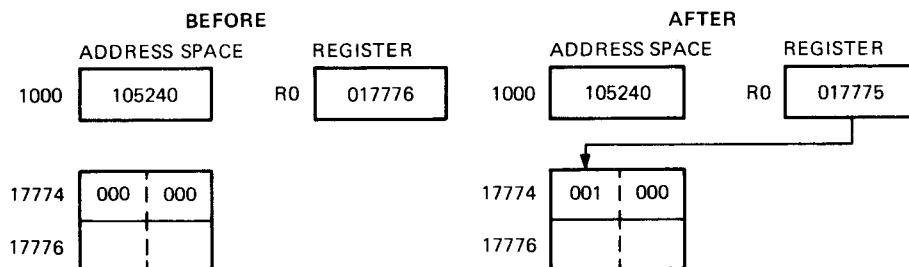 BEFORE AFTER
ADDRESS SPACE REGISTER ADDRESS SPACE REGISTER
1000 105240 R0 017776 1000 105240 R0 017775
17774 000 000 17774 001 000
17776 17776